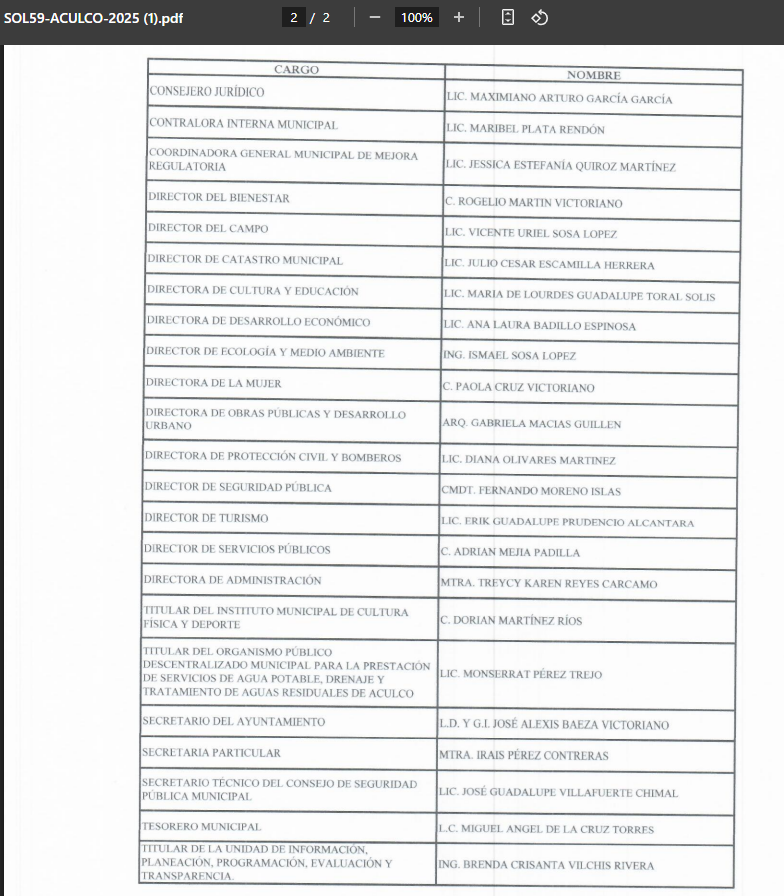 SOL59-ACULCO-2025 (1).pdf
2 / 2
100%
CARGO NOMBRE
CONSEJERO JURÍDICO LIC. MAXIMIANO ARTURO GARCÍA GARCÍA
CONTRALORA INTERNA MUNICIPAL LIC. MARIBEL PLATA RENDÓN
COORDINADORA GENERAL MUNICIPAL DE MEJORA
REGULATORIA
LIC. JESSICA ESTEFANÍA QUIROZ MARTÍNEZ
DIRECTOR DEL BIENESTAR C. ROGELIO MARTIN VICTORIANO
DIRECTOR DEL CAMPO LIC. VICENTE URIEL SOSA LOPEZ
DIRECTOR DE CATASTRO MUNICIPAL LIC. JULIO CESAR ESCAMILLA HERRERA
DIRECTORA DE CULTURA Y EDUCACIÓN LIC. MARIA DE LOURDES GUADALUPE TORAL SOLIS
DIRECTORA DE DESARROLLO ECONÓMICO LIC. ANA LAURA BADILLO ESPINOSA
DIRECTOR DE ECOLOGÍA Y MEDIO AMBIENTE ING. ISMAEL SOSA LOPEZ
DIRECTORA DE LA MUJER C. PAOLA CRUZ VICTORIANO
DIRECTORA DE OBRAS PÚBLICAS Y DESARROLLO
URBANO
ARQ. GABRIELA MACIAS GUILLEN
DIRECTORA DE PROTECCIÓN CIVIL Y BOMBEROS LIC. DIANA OLIVARES MARTINEZ
DIRECTOR DE SEGURIDAD PÚBLICA CMDT. FERNANDO MORENO ISLAS
DIRECTOR DE TURISMO LIC. ERIK GUADALUPE PRUDENCIO ALCANTARA
DIRECTOR DE SERVICIOS PÚBLICOS C. ADRIAN MEJIA PADILLA
DIRECTORA DE ADMINISTRACIÓN MTRA. TREYCY KAREN REYES CARCAMO
TITULAR DEL INSTITUTO MUNICIPAL DE CULTURA
FÍSICA Y DEPORTE
C. DORIAN MARTÍNEZ RÍOS
TITULAR DEL ORGANISMO PÚBLICO
DESCENTRALIZADO MUNICIPAL PARA LA PRESTACIÓN
DE SERVICIOS DE AGUA POTABLE, DRENAJE Y
TRATAMIENTO DE AGUAS RESIDUALES DE ACULCO
LIC. MONSERRAT PÉREZ TREJO
SECRETARIO DEL AYUNTAMIENTO L.D. Y G.I. JOSÉ ALEXIS BAEZA VICTORIANO
SECRETARIA PARTICULAR MTRA. IRAIS PÉREZ CONTRERAS
SECRETARIO TÉCNICO DEL CONSEJO DE SEGURIDAD
PÚBLICA MUNICIPAL
LIC. JOSÉ GUADALUPE VILLAFUERTE CHIMAL
TESORERO MUNICIPAL L.C. MIGUEL ANGEL DE LA CRUZ TORRES
TITULAR DE LA UNIDAD DE INFORMACIÓN,
PLANEACIÓN, PROGRAMACIÓN, EVALUACIÓN Y
TRANSPARENCIA.
ING. BRENDA CRISANTA VILCHIS RIVERA